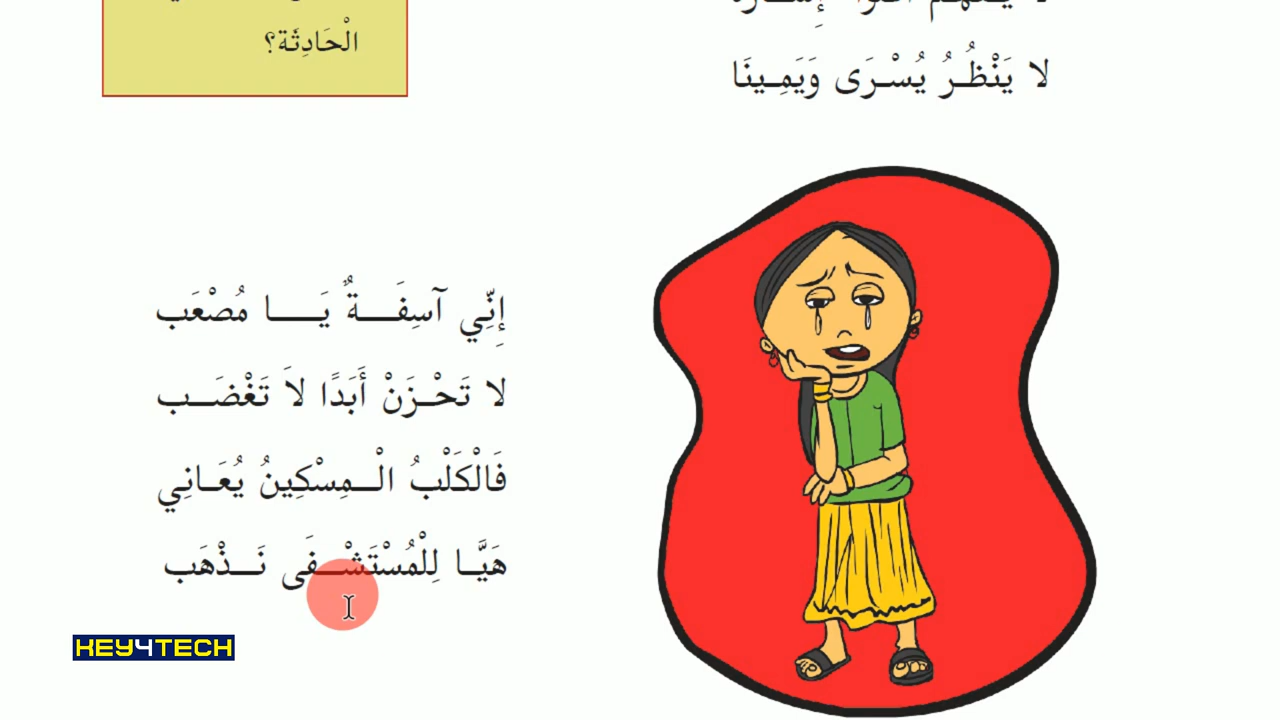 لا يَنْظُرُ يُسْرَى وَيَمِينَا
الْحَادِثَة؟
إِنِّي آسِفَةٌ يَا مُصْعَب
لا تَحْزَنْ أَبَدًا لاَ تَغْضَب
فَالْكَلْبُ الْمِسْكِينُ يُعَانِي
هَيَّا لِلْمُسْتَشْفَى نَذْهَب
KEY4TECH